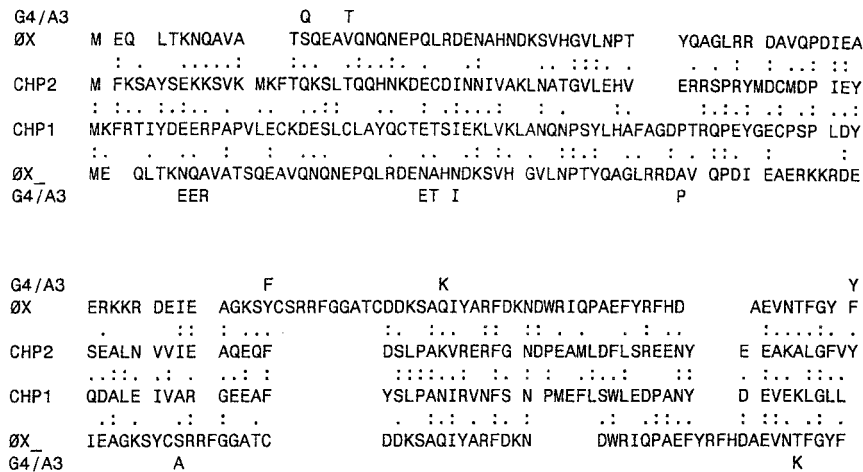 G4/A3 Q T
ØX M EQ LTKNQAVA TSQEAVQNQNEPQLRDENAHNDKSVHGVLNPT YQAGLRR DAVQPDIEA
CHP2 M FKSAYSEKKSVK MKFTQKSLTQQHNKDECDINNIVAKLNATGVLEHV ERRSPRYMDCMDP IEY
CHP1 MKFRTIYDEERPAPVLECKDESLCLAYQCTETSIEKLVKLANQNPSYLHAFAGDPTRQPEYGECPSP LDY
ØX_ ME QLTKNQAVATSQEAVQNQNEPQLRDENAHNDKSVH GVLNPTYQAGLRRDAV QPDI EAERKKRDE
G4/A3 EER ET I P
G4/A3 F K Y
ØX ERKKR DEIE AGKSYCSRRFGGATCDDKSAQIYARFDKNDWRIQPAEFYRFHD AEVNTFGY F
CHP2 SEALN VVIE AQEQF DSLPAKVRERFG NDPEAMLDFLSREENY E EAKALGFVY
CHP1 QDALE IVAR GEEAF YSLPANIRVNFS N PMEFLSWLEDPANY D EVEKLGLL
ØX_ IEAGKSYCSRRFGGATC DDKSAQIYARFDKN DWRIQPAEFYRFHDAEVNTFGYF
G4/A3 A K